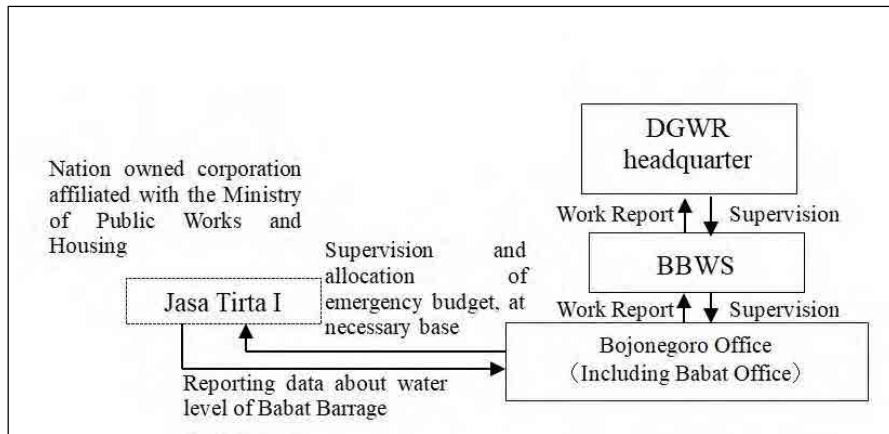 DGWR
headquarter
Nation owned corporation
affiliated with the Ministry
of Public Works and
Housing
Work Report
Supervision
Supervision and
allocation of
emergency budget, at
necessary base
BBWS
Jasa Tirta I
Work Report
Supervision
Bojonegoro Office
（Including Babat Office）
Reporting data about water
level of Babat Barrage